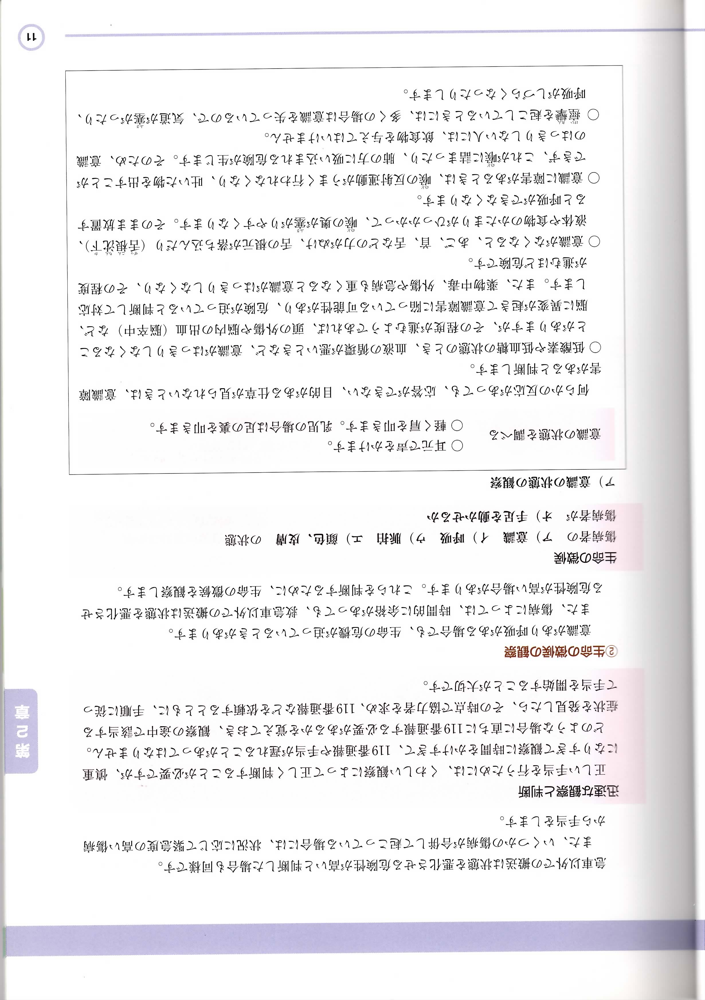 急車以外での搬送は状態を悪化させる危険性が高いと判断した場合も同様です。
また、いくつかの傷病が合併して起こっている場合には、状況に応じて緊急度の高い傷病
から手当をします。
迅速な観察と判断
正しい手当を行うためには、くわしい観察によって正しく判断することが必要ですが、慎重
になりすぎて観察に時間をかけすぎて、119番通報や手当が遅れることがあってはなりません。
どのような場合に直ちに119番通報する必要があるかを覚えておき、観察の途中で該当する
症状を発見したら、その時点で協力者を求め、119番通報などを依頼するとともに、手順に従っ
て手当を開始することが大切です。
第2章
②生命の徴候の観察
意識があり呼吸がある場合でも、生命の危機が迫っているときがあります。
また、傷病によっては、時間的に余裕があっても、救急車以外での搬送は状態を悪化させ
る危険性が高い場合があります。これらを判断するために、生命の徴候を観察します。
生命の徴候
傷病者の ア）意識 イ）呼吸 ウ）脈拍 エ）顔色、皮膚 の状態
傷病者が オ）手足を動かせるか
ア）意識の状態の観察
意識の状態を調べる
○ 耳元で声をかけます。
○ 軽く肩を叩きます。乳児の場合は足の裏を叩きます。
何らかの反応があっても、応答ができない、目的がある仕草が見られないときは、意識障
害があると判断します。
○ 低酸素や低血糖の状態のとき、血液の循環が悪いときなど、意識がはっきりしなくなるこ
とがありますが、その程度が進むようであれば、頭の外傷や脳内の出血（脳卒中）など、
脳に異変が起きて意識障害に陥っている可能性があり、危険が迫っていると判断して対応
します。また、薬物中毒、外傷や急病も重くなると意識がはっきりしなくなり、その程度
が進むほど危険です。
○ 意識がなくなると、あご、首、舌などの力がぬけ、舌の根元が落ち込んだり（舌根沈下）、
液体や食物のかたまりがひっかかって、喉の奥が塞がりやすくなります。そのまま放置す
ると呼吸ができなくなります。
○ 意識に障害があるときは、喉の反射運動がうまく行われなくなり、吐いた物を出すことが
できず、これが喉に詰まったり、肺の方に吸い込まれる危険が生じます。そのため、意識
のはっきりしない人には、飲食物を与えてはいけません。
○ 痙攣を起こしているときには、多くの場合は意識を失っているので、気道が塞がったり、
呼吸がしづらくなったりします。
11